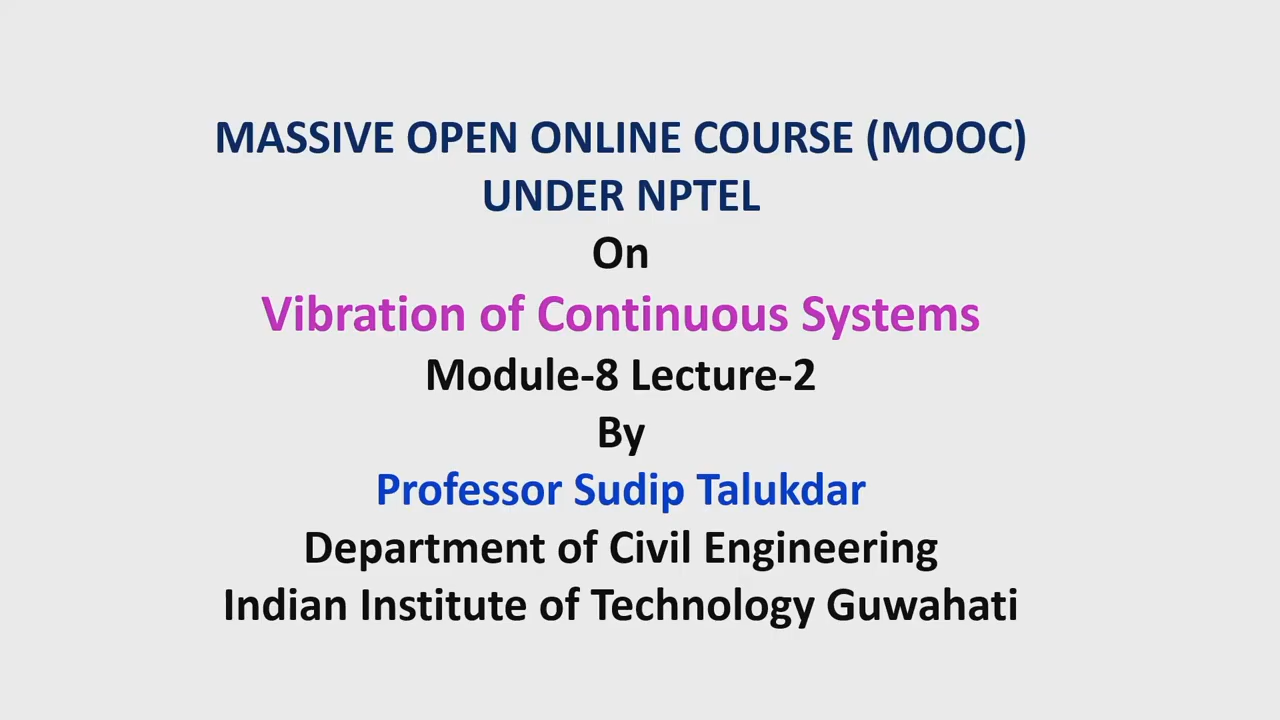 MASSIVE OPEN ONLINE COURSE (MOOC)
UNDER NPTEL
On
Vibration of Continuous Systems
Module-8 Lecture-2
By
Professor Sudip Talukdar
Department of Civil Engineering
Indian Institute of Technology Guwahati